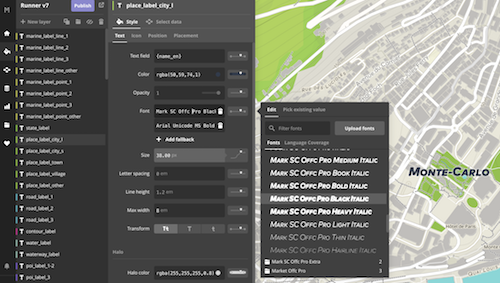 Runner v7
Publish
New layer
marine_label_line_1
marine_label_line_2
marine_label_line_3
marine_label_line_other
marine_label_point_1
marine_label_point_2
marine_label_point_other
state_label
place_label_city_l
place_label_city_s
place_label_town
place_label_village
place_label_other
road_label_1
road_label_2
road_label_3
contour_label
water_label
waterway_label
poi_label_1-2
poi_label_3
place_label_city_l
Style
Select data
Text
Icon
Position
Placement
Text field
{name_en}
Color
rgba(50,59,74,1)
Opacity
1
Font
Mark SC Offc Pro Black
Arial Unicode MS Bold
Add fallback
Size
38.00 px
Letter spacing
0 em
Line height
1.2 em
Max width
8 em
Transform
Tt
T
Halo
Halo color
rgba(255,255,255,0.8)
Edit
Pick existing value
Filter fonts
Upload fonts
Fonts
Language Coverage
Mark SC Offc Pro Medium Italic
Mark SC Offc Pro Book Italic
Mark SC Offc Pro Bold Italic
Mark SC Offc Pro Black Italic
Mark SC Offc Pro Heavy Italic
Mark SC Offc Pro Light Italic
Mark SC Offc Pro Thin Italic
Mark SC Offc Pro Hairline Italic
Mark SC Offc Pro Extra
2
Market Offc Pro
3
Monte-Carlo